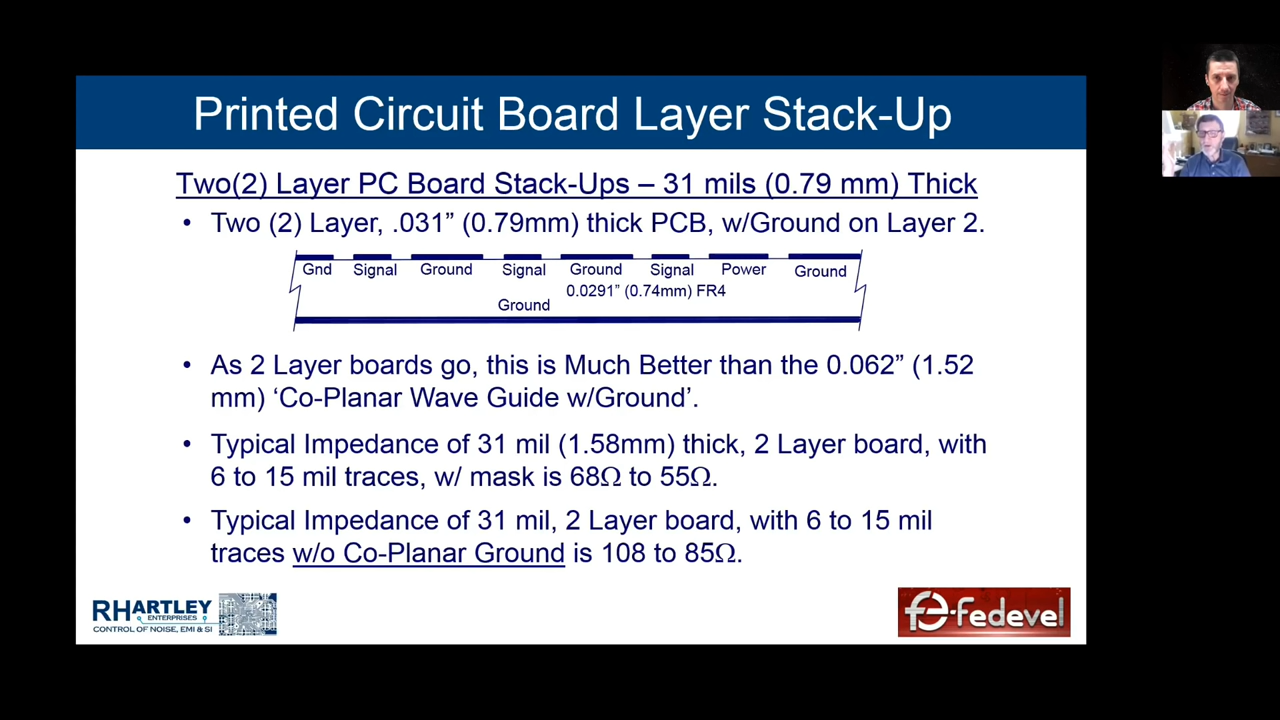 Printed Circuit Board Layer Stack-Up
Two(2) Layer PC Board Stack-Ups – 31 mils (0.79 mm) Thick
• Two (2) Layer, .031” (0.79mm) thick PCB, w/Ground on Layer 2.
Gnd Signal Ground Signal Ground Signal Power Ground
0.0291” (0.74mm) FR4
Ground
• As 2 Layer boards go, this is Much Better than the 0.062” (1.52
mm) ‘Co-Planar Wave Guide w/Ground’.
• Typical Impedance of 31 mil (1.58mm) thick, 2 Layer board, with
6 to 15 mil traces, w/ mask is 68Ω to 55Ω.
• Typical Impedance of 31 mil, 2 Layer board, with 6 to 15 mil
traces w/o Co-Planar Ground is 108 to 85Ω.
RHARTLEY
ENTERPRISES
CONTROL OF NOISE, EMI & SI
fedevel